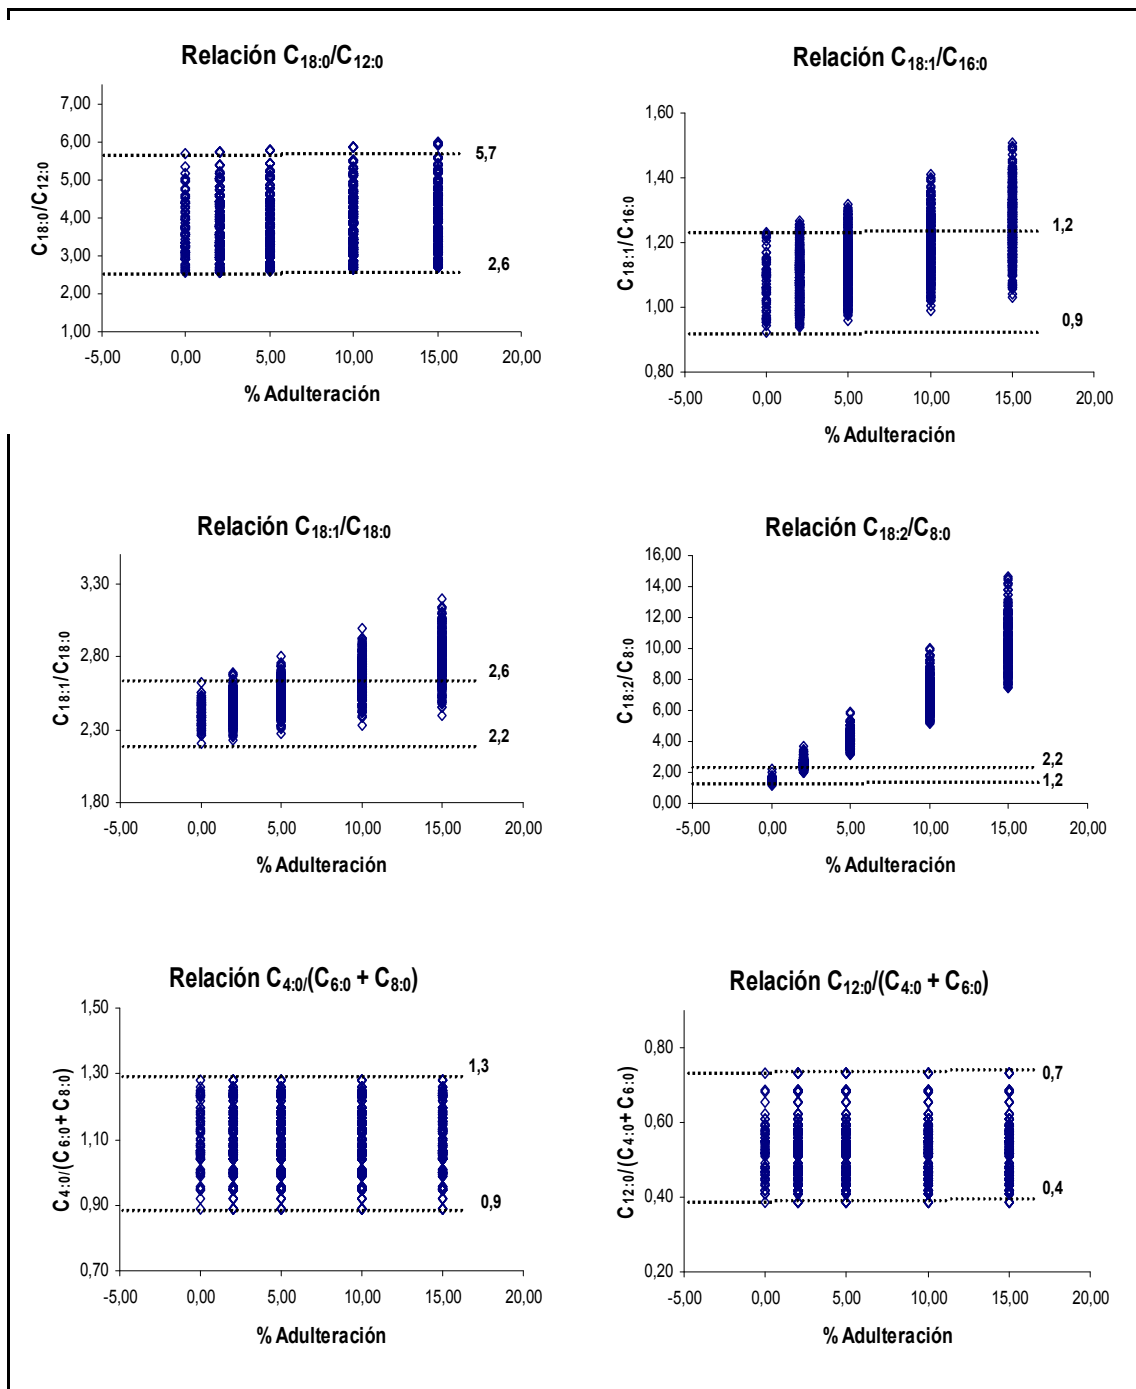 Relación C18:0/C12:0
7,00
6,00
5,00
4,00
3,00
2,00
1,00
C18:0/C12:0
5,7
2,6
-5,00 0,00 5,00 10,00 15,00 20,00
% Adulteración
Relación C18:1/C16:0
1,60
1,40
1,20
1,00
0,80
C18:1/C16:0
1,2
0,9
-5,00 0,00 5,00 10,00 15,00 20,00
% Adulteración
Relación C18:1/C18:0
3,30
2,80
2,30
1,80
C18:1/C18:0
2,6
2,2
-5,00 0,00 5,00 10,00 15,00 20,00
% Adulteración
Relación C18:2/C8:0
16,00
14,00
12,00
10,00
8,00
6,00
4,00
2,00
0,00
C18:2/C8:0
2,2
1,2
-5,00 0,00 5,00 10,00 15,00 20,00
% Adulteración
Relación C4:0/(C6:0 + C8:0)
1,50
1,30
1,10
0,90
0,70
C4:0/(C6:0 + C8:0)
1,3
0,9
-5,00 0,00 5,00 10,00 15,00 20,00
% Adulteración
Relación C12:0/(C4:0 + C6:0)
0,80
0,60
0,40
0,20
C12:0/(C4:0 + C6:0)
0,7
0,4
-5,00 0,00 5,00 10,00 15,00 20,00
% Adulteración